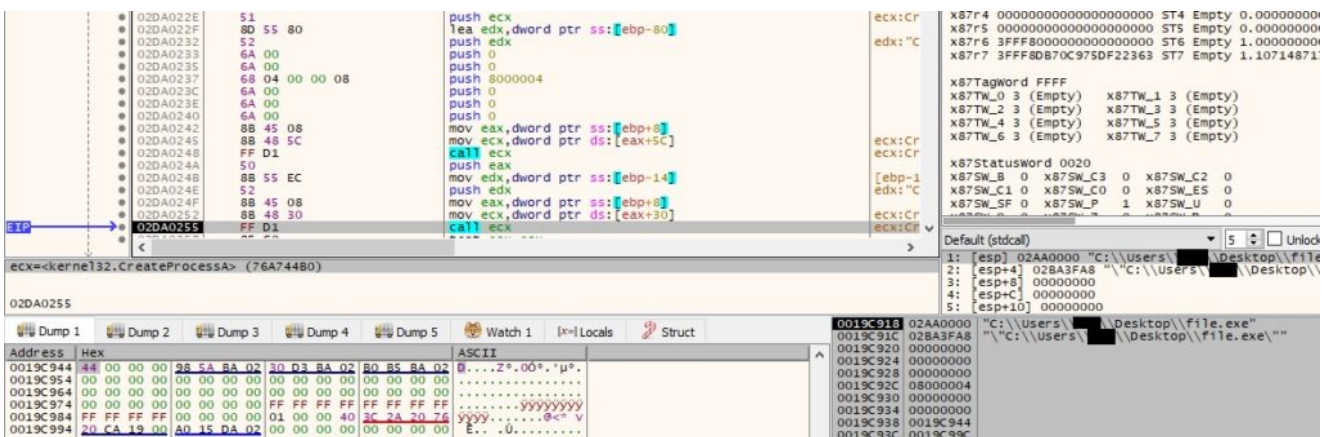 02DA022E 51 push ecx ecx:Cr
02DA022F 8D 55 80 lea edx,dword ptr ss:[ebp-80]
02DA0232 52 push edx edx:"C
02DA0233 6A 00 push 0
02DA0235 6A 00 push 0
02DA0237 68 04 00 00 08 push 8000004
02DA023C 6A 00 push 0
02DA023E 6A 00 push 0
02DA0240 6A 00 push 0
02DA0242 8B 45 08 mov eax,dword ptr ss:[ebp+8]
02DA0245 8B 48 5C mov ecx,dword ptr ds:[eax+5C] ecx:Cr
02DA0248 FF D1 call ecx ecx:Cr
02DA024A 50 push eax
02DA024B 8B 55 EC mov edx,dword ptr ss:[ebp-14] [ebp-1
02DA024E 52 push edx edx:"C
02DA024F 8B 45 08 mov eax,dword ptr ss:[ebp+8]
02DA0252 8B 48 30 mov ecx,dword ptr ds:[eax+30] ecx:Cr
EIP 02DA0255 FF D1 call ecx ecx:Cr
ecx=<kernel32.CreateProcessA> (76A744B0)
02DA0255
x87r4 00000000000000000000 ST4 Empty 0.000000000
x87r5 00000000000000000000 ST5 Empty 0.000000000
x87r6 3FFF8000000000000000 ST6 Empty 1.000000000
x87r7 3FFF8DB70C975DF22363 ST7 Empty 1.107148717
x87TagWord FFFF
x87TW_0 3 (Empty) x87TW_1 3 (Empty)
x87TW_2 3 (Empty) x87TW_3 3 (Empty)
x87TW_4 3 (Empty) x87TW_5 3 (Empty)
x87TW_6 3 (Empty) x87TW_7 3 (Empty)
x87StatusWord 0020
x87SW_B 0 x87SW_C3 0 x87SW_C2 0
x87SW_C1 0 x87SW_C0 0 x87SW_ES 0
x87SW_SF 0 x87SW_P 1 x87SW_U 0
Default (stdcall) 5 Unlock
1: [esp] 02AA0000 "C:\\Users\\ \\Desktop\\file
2: [esp+4] 02BA3FA8 "\"C:\\Users\\ \\Desktop\\
3: [esp+8] 00000000
4: [esp+C] 00000000
5: [esp+10] 00000000
Dump 1 Dump 2 Dump 3 Dump 4 Dump 5 Watch 1 [x=] Locals Struct
Address Hex ASCII
0019C944 44 00 00 00 98 5A BA 02 30 D3 BA 02 B0 B5 BA 02 D....Zº.0Óº.°µº.
0019C954 00 00 00 00 00 00 00 00 00 00 00 00 00 00 00 00 ................
0019C964 00 00 00 00 00 00 00 00 00 00 00 00 00 00 00 00 ................
0019C974 00 00 00 00 00 00 00 00 FF FF FF FF FF FF FF FF ........ÿÿÿÿÿÿÿÿ
0019C984 FF FF FF FF 00 00 00 00 01 00 00 40 3C 2A 20 76 ÿÿÿÿ.......@<* v
0019C994 20 CA 19 00 A0 15 DA 02 00 00 00 00 00 00 00 00
0019C918 02AA0000 "C:\\Users\\ \\Desktop\\file.exe"
0019C91C 02BA3FA8 "\"C:\\Users\\ \\Desktop\\file.exe\""
0019C920 00000000
0019C924 00000000
0019C928 00000000
0019C92C 08000004
0019C930 00000000
0019C934 00000000
0019C938 0019C944
0019C93C 0019C99C